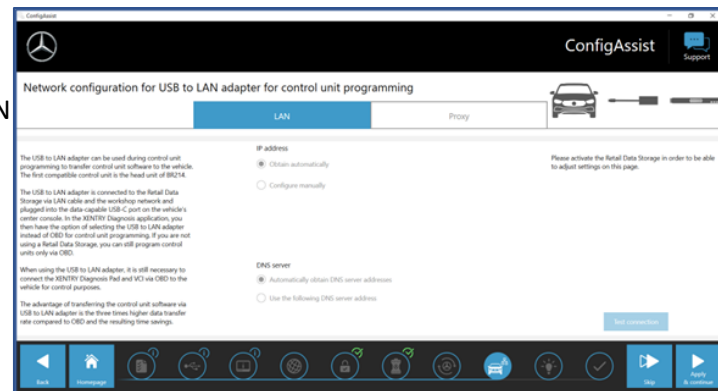 ConfigAssist
ConfigAssist
Support
Network configuration for USB to LAN adapter for control unit programming
N
LAN
Proxy
The USB to LAN adapter can be used during control unit
programming to transfer control unit software to the vehicle.
The first compatible control unit is the head unit of BR214.
The USB to LAN adapter is connected to the Retail Data
Storage via LAN cable and the workshop network and
plugged into the data-capable USB-C port on the vehicle's
center console. In the XENTRY Diagnosis application, you
then have the option of selecting the USB to LAN adapter
instead of OBD for control unit programming. If you are not
using a Retail Data Storage, you can still program control
units only via OBD.
When using the USB to LAN adapter, it is still necessary to
connect the XENTRY Diagnosis Pad and VCI via OBD to the
vehicle for control purposes.
The advantage of transferring the control unit software via
USB to LAN adapter is the three times higher data transfer
rate compared to OBD and the resulting time savings.
IP address
Obtain automatically
Configure manually
DNS server
Automatically obtain DNS server addresses
Use the following DNS server address
Please activate the Retail Data Storage in order to be able
to adjust settings on this page.
Test connection
Back
Homepage
Skip
Apply
& continue